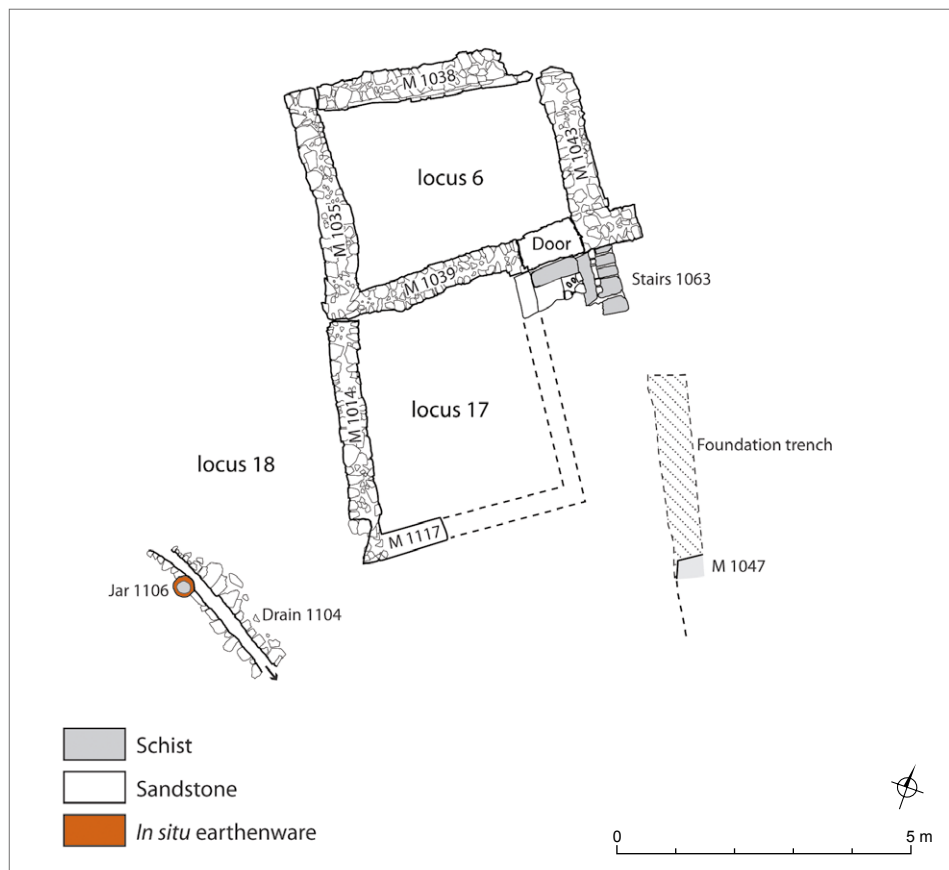 M 1038
M 1043
locus 6
M 1035
Door
M 1039
Stairs 1063
M 1014
locus 17
Foundation trench
locus 18
M 1117
M 1047
Jar 1106
Drain 1104
Schist
Sandstone
In situ earthenware
0
5 m